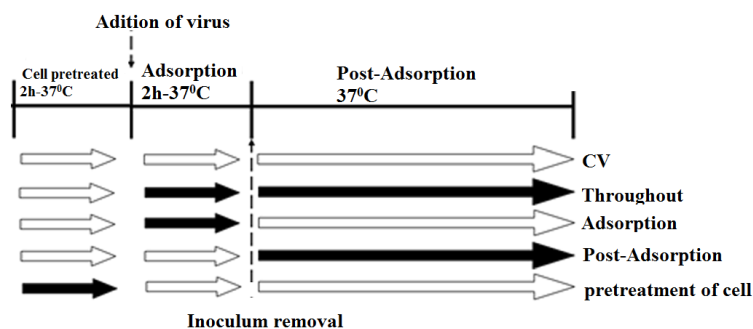 Adition of virus
Cell pretreated
2h-37⁰C
Adsorption
2h-37⁰C
Post-Adsorption
37⁰C
CV
Throughout
Adsorption
Post-Adsorption
pretreatment of cell
Inoculum removal